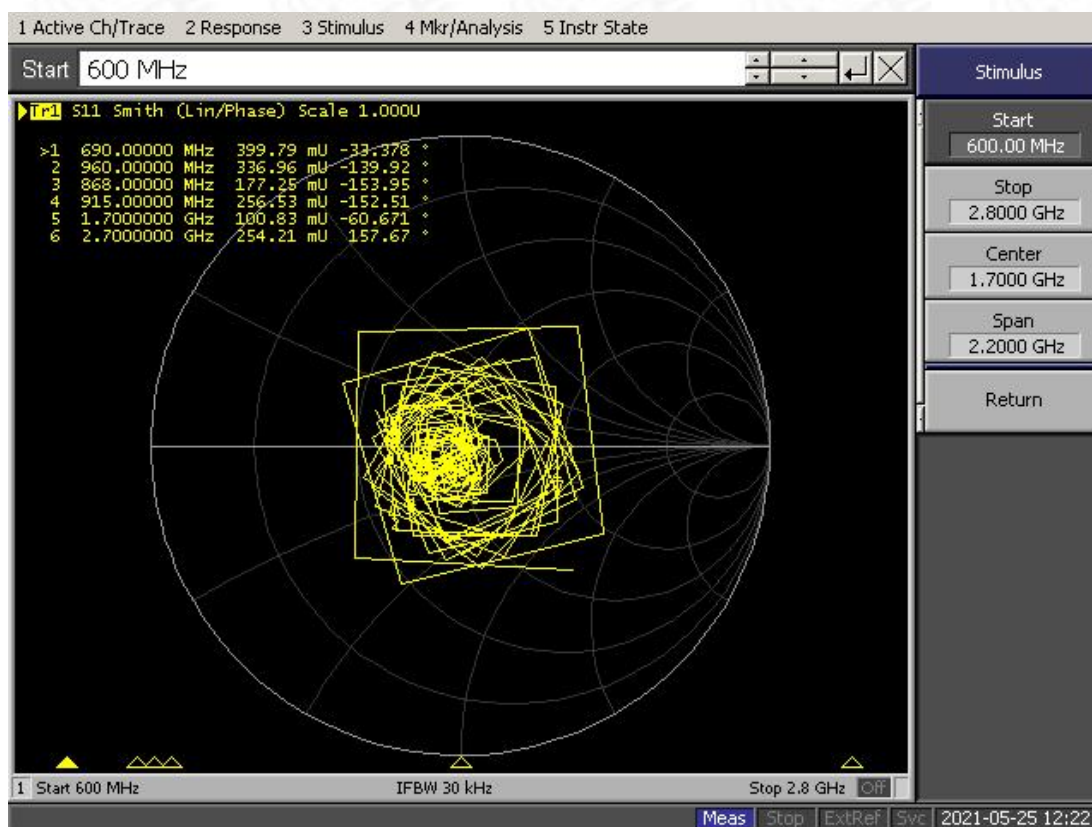 1 Active Ch/Trace 2 Response 3 Stimulus 4 Mkr/Analysis 5 Instr State
Start 600 MHz
Stimulus
Tr1 S11 Smith (Lin/Phase) Scale 1.000U
>1 690.00000 MHz 399.79 mU -33.378 °
2 960.00000 MHz 336.96 mU -139.92 °
3 868.00000 MHz 177.25 mU -153.95 °
4 915.00000 MHz 256.53 mU -152.51 °
5 1.7000000 GHz 100.83 mU -60.671 °
6 2.7000000 GHz 254.21 mU 157.67 °
Start
600.00 MHz
Stop
2.8000 GHz
Center
1.7000 GHz
Span
2.2000 GHz
Return
1 Start 600 MHz IFBW 30 kHz Stop 2.8 GHz Off
Meas Stop ExtRef Svc 2021-05-25 12:22